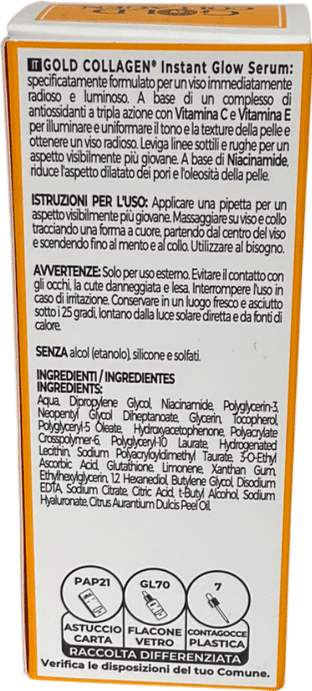 GOLD COLLAGEN
IT GOLD COLLAGEN® Instant Glow Serum:
specificatamente formulato per un viso immediatamente
radioso e luminoso. A base di un complesso di
antiossidanti a tripla azione con Vitamina C e Vitamina E
per illuminare e uniformare il tono e la texture della pelle e
ottenere un viso radioso. Leviga linee sottili e rughe per un
aspetto visibilmente più giovane. A base di Niacinamide,
riduce l'aspetto dilatato dei pori e l'oleosità della pelle.
ISTRUZIONI PER L'USO: Applicare una pipetta per un
aspetto visibilmente più giovane. Massaggiare su viso e collo
tracciando una forma a cuore, partendo dal centro del viso
e scendendo fino al mento e al collo. Utilizzare al bisogno.
AVVERTENZE: Solo per uso esterno. Evitare il contatto con
gli occhi, la cute danneggiata e lesa. Interrompere l'uso in
caso di irritazione. Conservare in un luogo fresco e asciutto
sotto i 25 gradi, lontano dalla luce solare diretta e da fonti di
calore.
SENZA alcol (etanolo), silicone e solfati.
INGREDIENTI / INGREDIENTES
INGREDIENTS:
Aqua, Dipropylene Glycol, Niacinamide, Polyglycerin-3,
Neopentyl Glycol Diheptanoate, Glycerin, Tocopherol,
Polyglyceryl-5 Oleate, Hydroxyacetophenone, Polyacrylate
Crosspolymer-6, Polyglyceryl-10 Laurate, Hydrogenated
Lecithin, Sodium Polyacryloyldimethyl Taurate, 3-O-Ethyl
Ascorbic Acid, Glutathione, Limonene, Xanthan Gum,
Ethylhexylglycerin, 1.2 Hexanediol, Butylene Glycol, Disodium
EDTA, Sodium Citrate, Citric Acid, t-Butyl Alcohol, Sodium
Hyaluronate, Citrus Aurantium Dulcis Peel Oil.
PAP21 GL70 7
ASTUCCIO FLACONE CONTAGOCCE
CARTA VETRO PLASTICA
RACCOLTA DIFFERENZIATA
Verifica le disposizioni del tuo Comune.